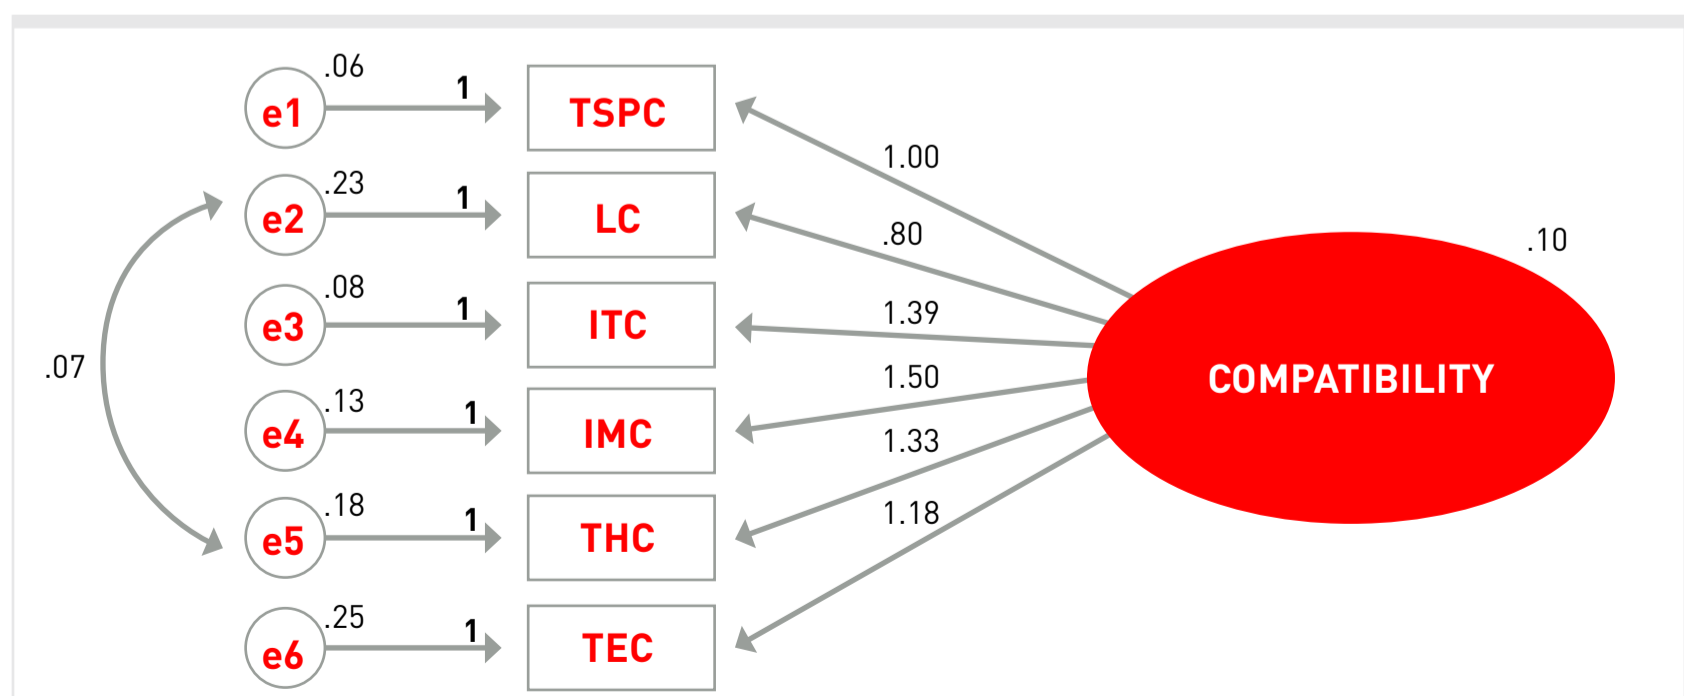 .06
e1
1
TSPC
1.00
.23
e2
1
LC
.80
.10
.08
e3
1
ITC
1.39
.07
COMPATIBILITY
.13
e4
1
IMC
1.50
.18
e5
1
THC
1.33
.25
e6
1
TEC
1.18